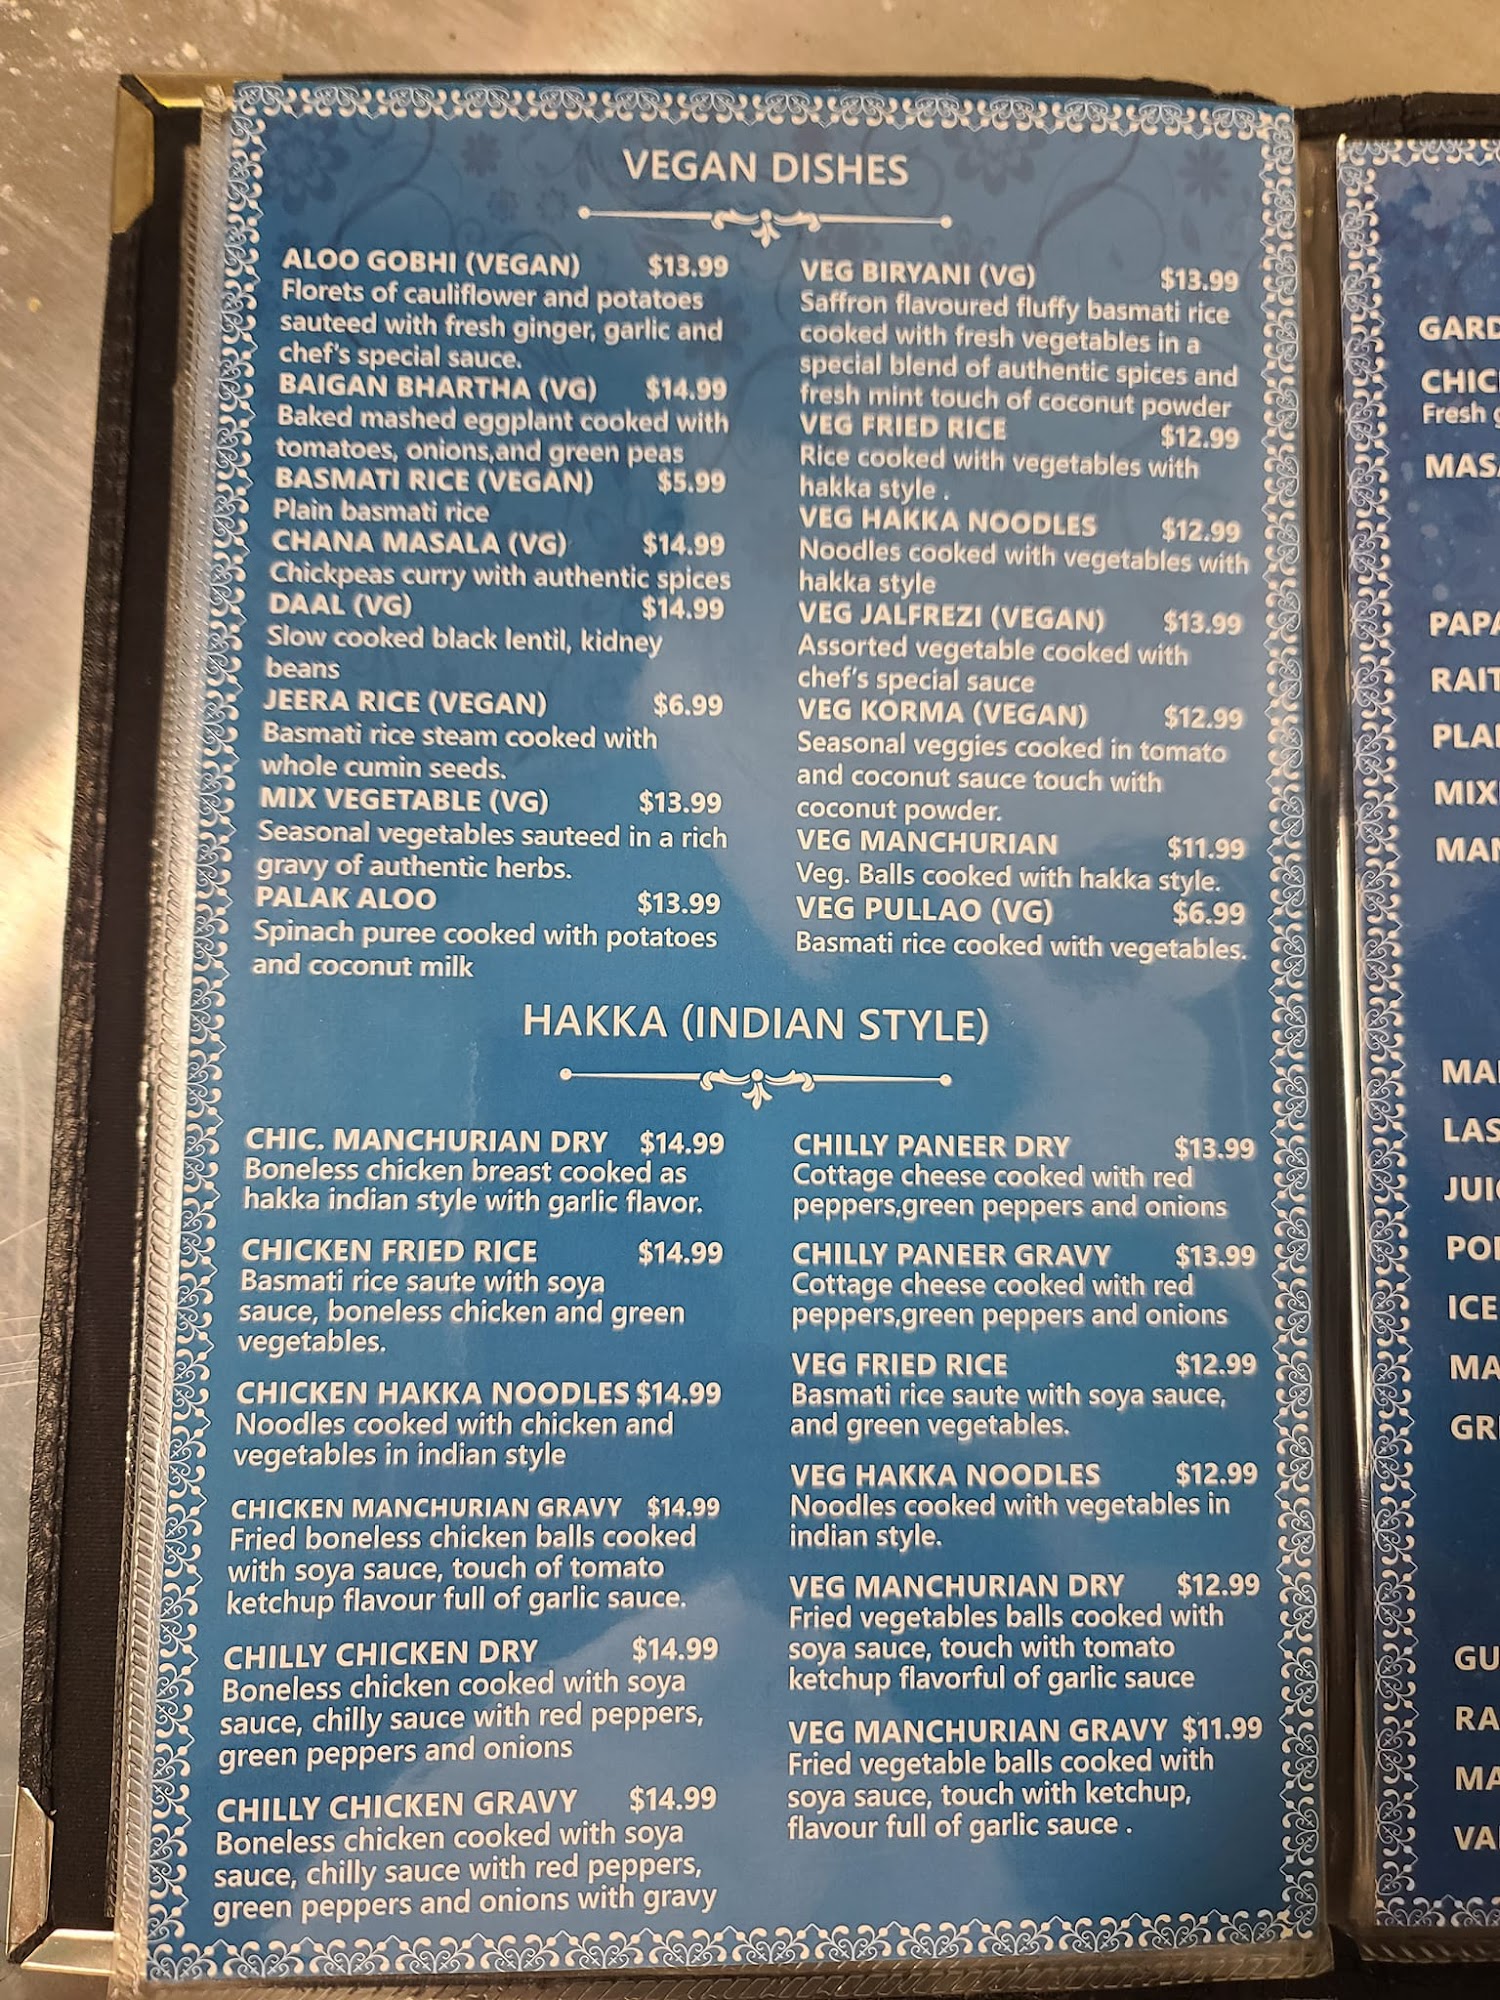 VEGAN DISHES
ALOO GOBHI (VEGAN) $13.99
Florets of cauliflower and potatoes
sauteed with fresh ginger, garlic and
chef's special sauce.
BAIGAN BHARTHA (VG) $14.99
Baked mashed eggplant cooked with
tomatoes, onions,and green peas
BASMATI RICE (VEGAN) $5.99
Plain basmati rice
CHANA MASALA (VG) $14.99
Chickpeas curry with authentic spices
DAAL (VG) $14.99
Slow cooked black lentil, kidney
beans
JEERA RICE (VEGAN) $6.99
Basmati rice steam cooked with
whole cumin seeds.
MIX VEGETABLE (VG) $13.99
Seasonal vegetables sauteed in a rich
gravy of authentic herbs.
PALAK ALOO $13.99
Spinach puree cooked with potatoes
and coconut milk
VEG BIRYANI (VG) $13.99
Saffron flavoured fluffy basmati rice
cooked with fresh vegetables in a
special blend of authentic spices and
fresh mint touch of coconut powder
VEG FRIED RICE $12.99
Rice cooked with vegetables with
hakka style .
VEG HAKKA NOODLES $12.99
Noodles cooked with vegetables with
hakka style
VEG JALFREZI (VEGAN) $13.99
Assorted vegetable cooked with
chef's special sauce
VEG KORMA (VEGAN) $12.99
Seasonal veggies cooked in tomato
and coconut sauce touch with
coconut powder.
VEG MANCHURIAN $11.99
Veg. Balls cooked with hakka style.
VEG PULLAO (VG) $6.99
Basmati rice cooked with vegetables.
HAKKA (INDIAN STYLE)
CHIC. MANCHURIAN DRY $14.99
Boneless chicken breast cooked as
hakka indian style with garlic flavor.
CHICKEN FRIED RICE $14.99
Basmati rice saute with soya
sauce, boneless chicken and green
vegetables.
CHICKEN HAKKA NOODLES $14.99
Noodles cooked with chicken and
vegetables in indian style
CHICKEN MANCHURIAN GRAVY $14.99
Fried boneless chicken balls cooked
with soya sauce, touch of tomato
ketchup flavour full of garlic sauce.
CHILLY CHICKEN DRY $14.99
Boneless chicken cooked with soya
sauce, chilly sauce with red peppers,
green peppers and onions
CHILLY CHICKEN GRAVY $14.99
Boneless chicken cooked with soya
sauce, chilly sauce with red peppers,
green peppers and onions with gravy
CHILLY PANEER DRY $13.99
Cottage cheese cooked with red
peppers,green peppers and onions
CHILLY PANEER GRAVY $13.99
Cottage cheese cooked with red
peppers,green peppers and onions
VEG FRIED RICE $12.99
Basmati rice saute with soya sauce,
and green vegetables.
VEG HAKKA NOODLES $12.99
Noodles cooked with vegetables in
indian style.
VEG MANCHURIAN DRY $12.99
Fried vegetables balls cooked with
soya sauce, touch with tomato
ketchup flavorful of garlic sauce
VEG MANCHURIAN GRAVY $11.99
Fried vegetable balls cooked with
soya sauce, touch with ketchup,
flavour full of garlic sauce .
Fresh
MIX